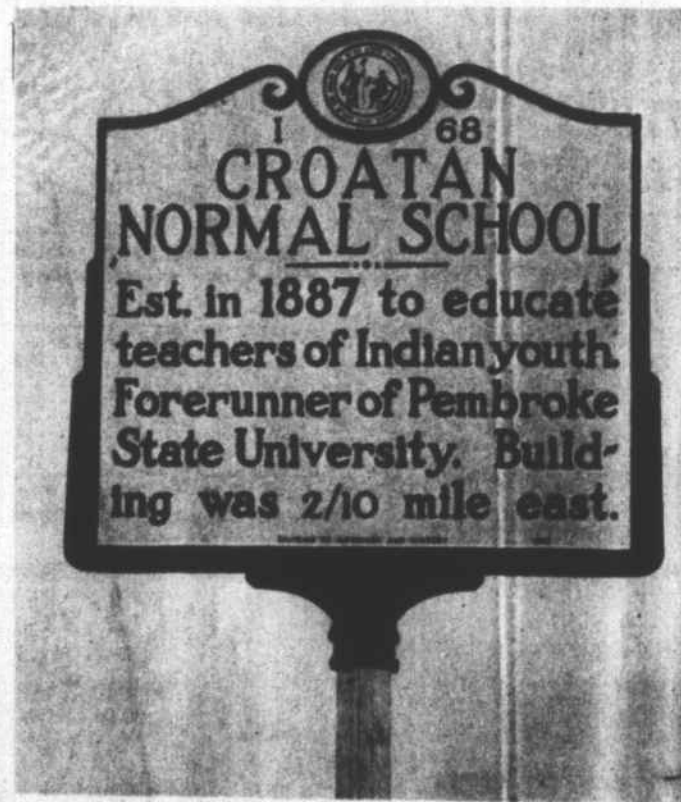 I 68
CROATAN
NORMAL SCHOOL
Est. in 1887 to educate
teachers of Indian youth.
Forerunner of Pembroke
State University. Build-
ing was 2/10 mile east.